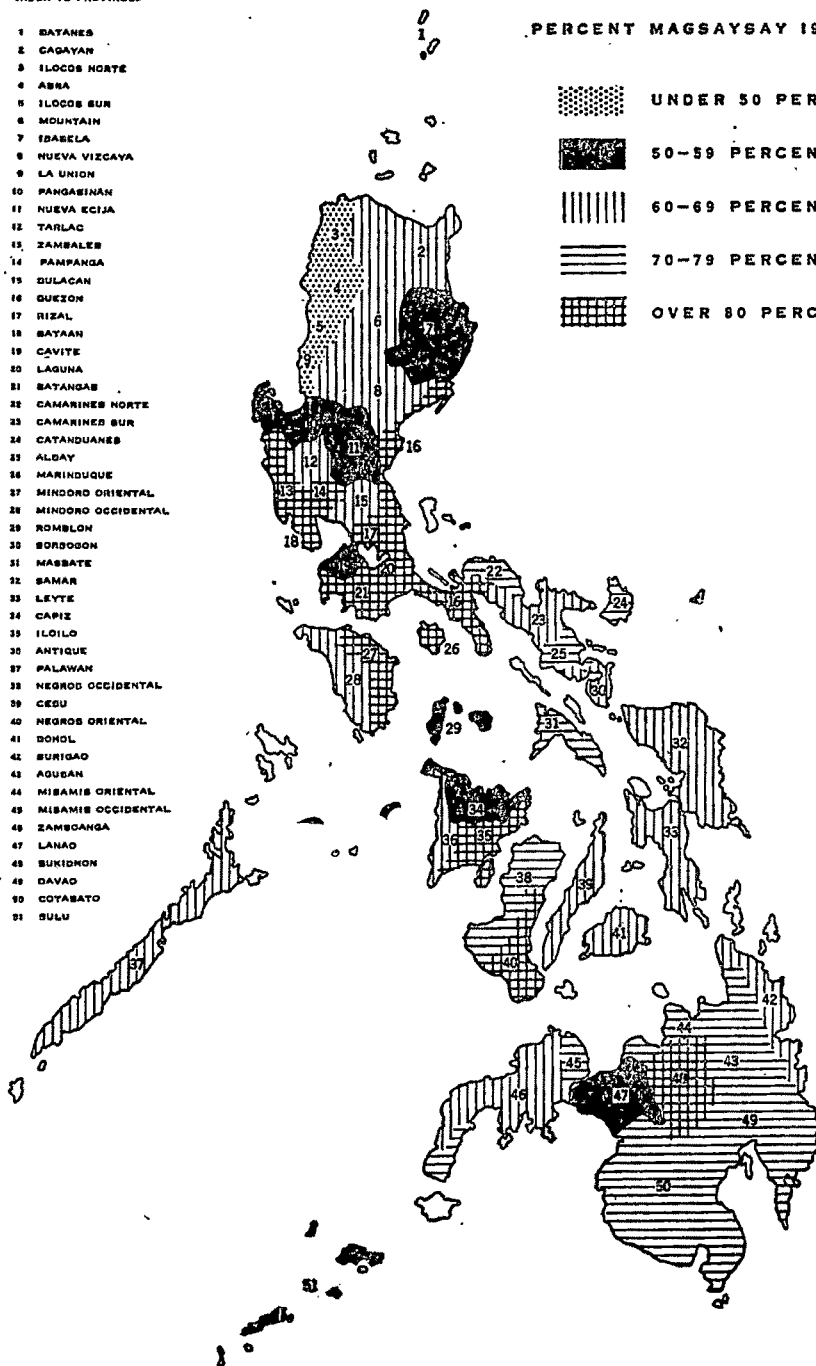 1 BATANES
2 CAGAYAN
3 ILOCOS NORTE
4 ABRA
5 ILOCOS SUR
6 MOUNTAIN
7 ISABELA
8 NUEVA VIZCAYA
9 LA UNION
10 PANGASINAN
11 NUEVA ECIJA
12 TARLAC
13 ZAMBALES
14 PAMPANGA
15 BULACAN
16 QUEZON
17 RIZAL
18 BATAAN
19 CAVITE
20 LAGUNA
21 BATANGAS
22 CAMARINES NORTE
23 CAMARINES SUR
24 CATANDUANES
25 ALBAY
26 MARINDUQUE
27 MINDORO ORIENTAL
28 MINDORO OCCIDENTAL
29 ROMBLON
30 SORSOGON
31 MASBATE
32 SAMAR
33 LEYTE
34 CAPIZ
35 ILOILO
36 ANTIQUE
37 PALAWAN
38 NEGROS OCCIDENTAL
39 CEBU
40 NEGROS ORIENTAL
41 BOHOL
42 SURIGAO
43 AGUSAN
44 MISAMIS ORIENTAL
45 MISAMIS OCCIDENTAL
46 ZAMBOANGA
47 LANAO
48 BUKIDNON
49 DAVAO
50 COTABATO
51 SULU
PERCENT MAGSAYSAY 19
UNDER 50 PER
50-59 PERCEN
60-69 PERCEN
70-79 PERCEN
OVER 80 PERC
1
3
2
4
5
6
7
9
8
11
16
12
13
14
15
17
18
20
21
16
22
23
24
25
26
27
28
30
29
31
32
33
34
35
36
38
39
37
40
41
42
44
43
45
48
46
47
49
50
51